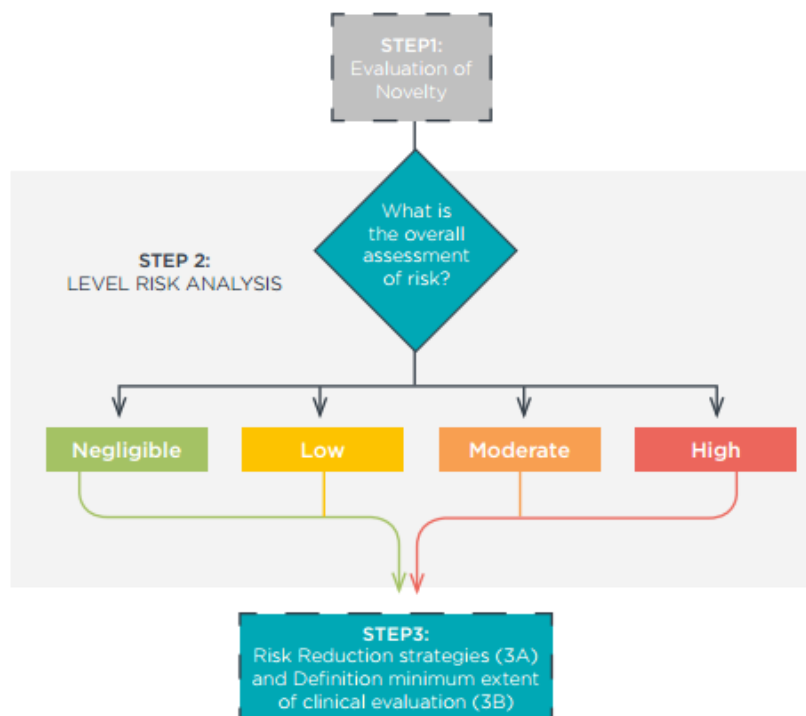 STEP1:
Evaluation of
Novelty
What is
the overall
assessment
of risk?
STEP 2:
LEVEL RISK ANALYSIS
Negligible
Low
Moderate
High
STEP3:
Risk Reduction strategies (3A)
and Definition minimum extent
of clinical evaluation (3B)